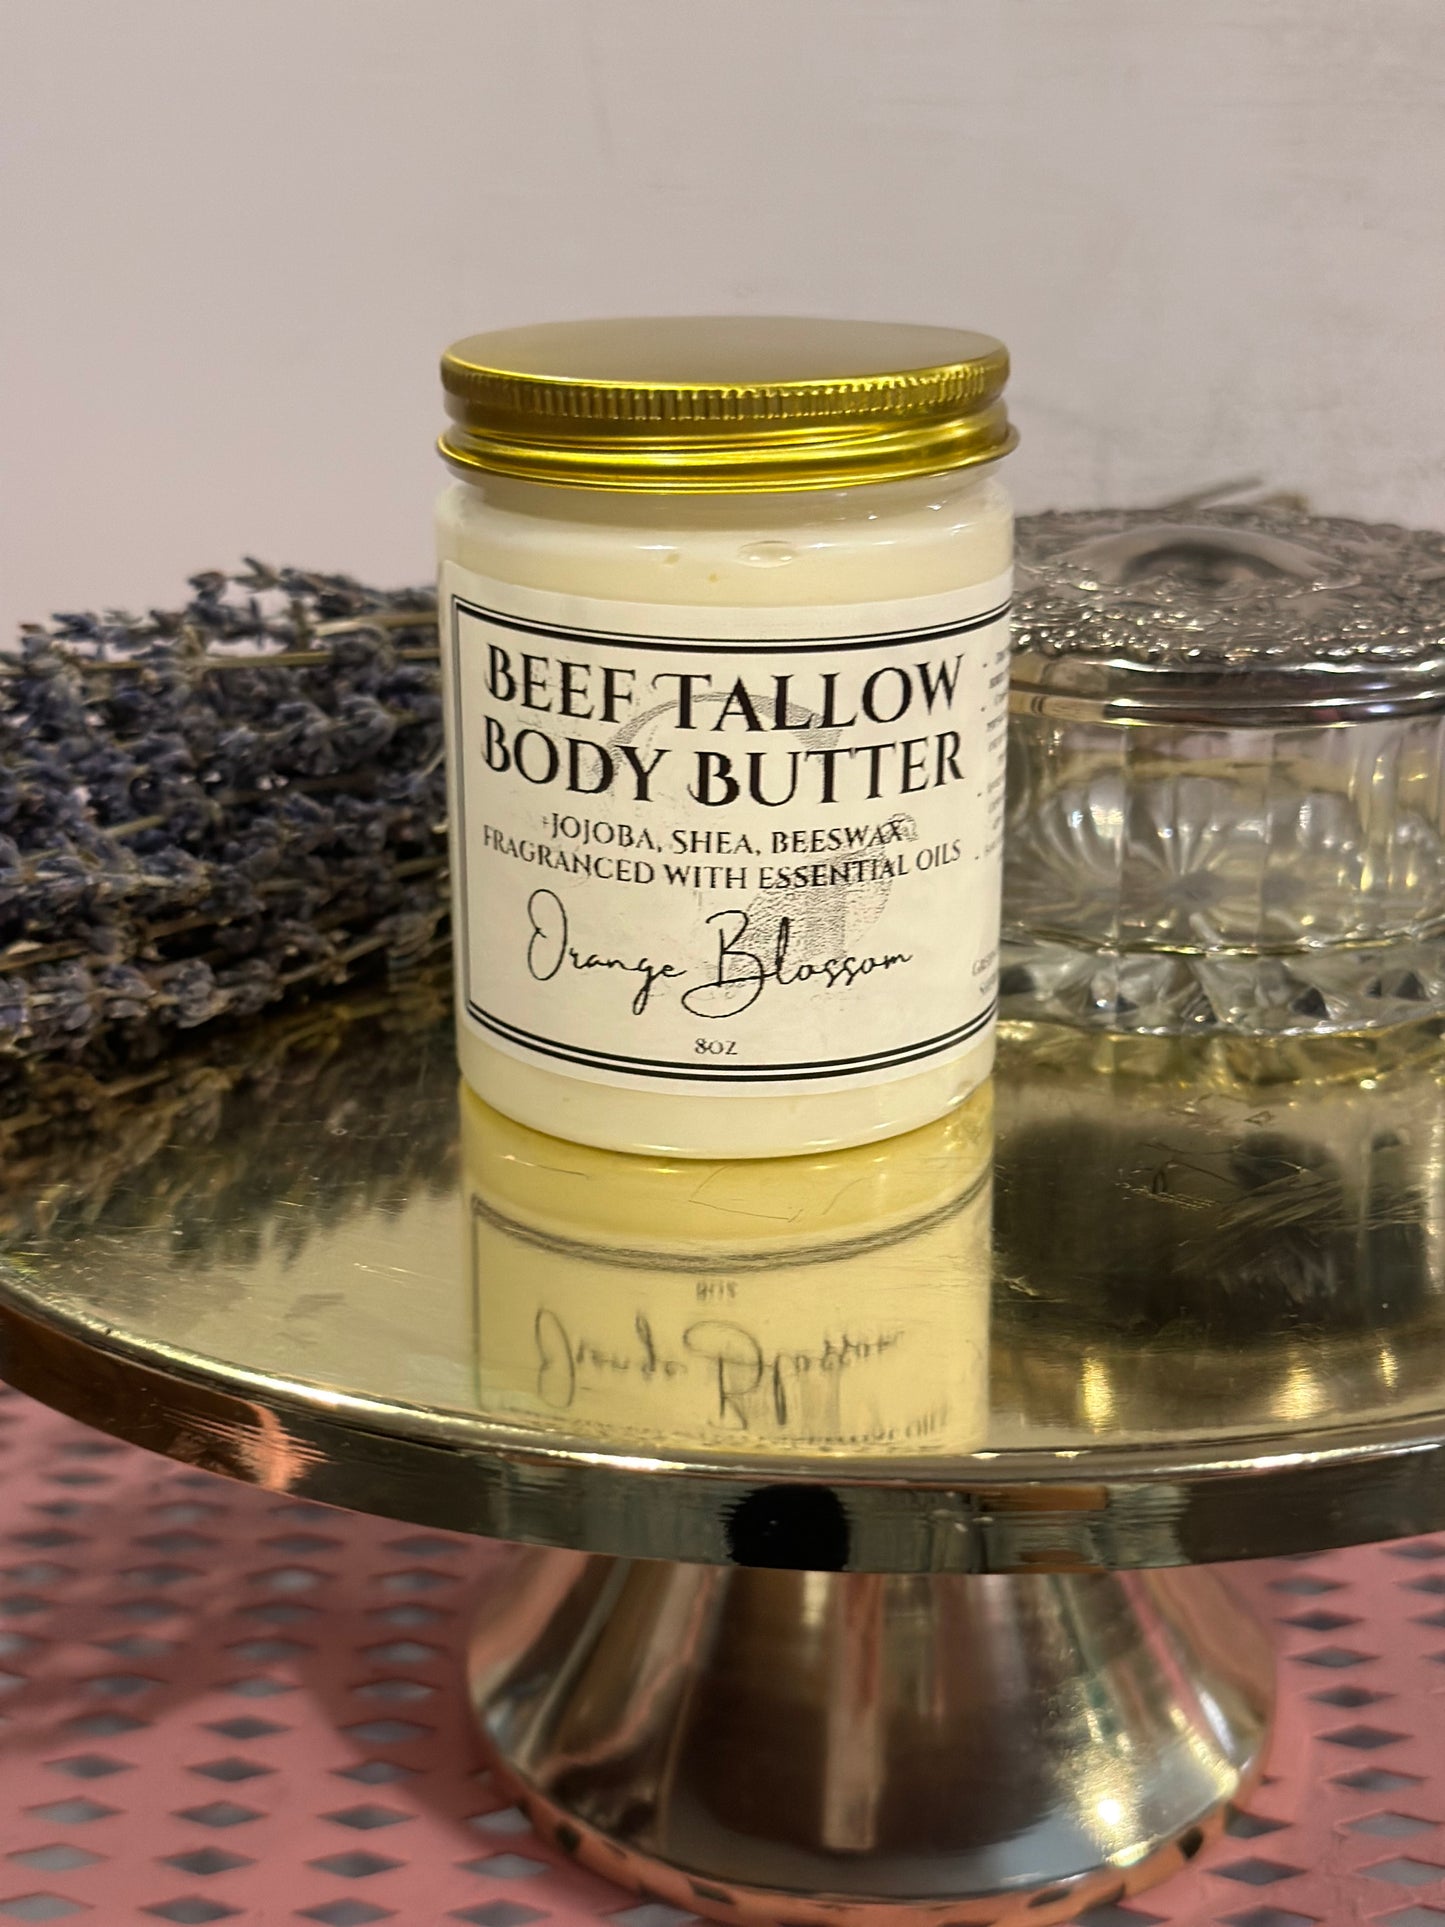 BEEF TALLOW
BODY BUTTER
+JOJOBA, SHEA, BEESWAX
FRAGRANCED WITH ESSENTIAL OILS
Orange Blossom
8OZ